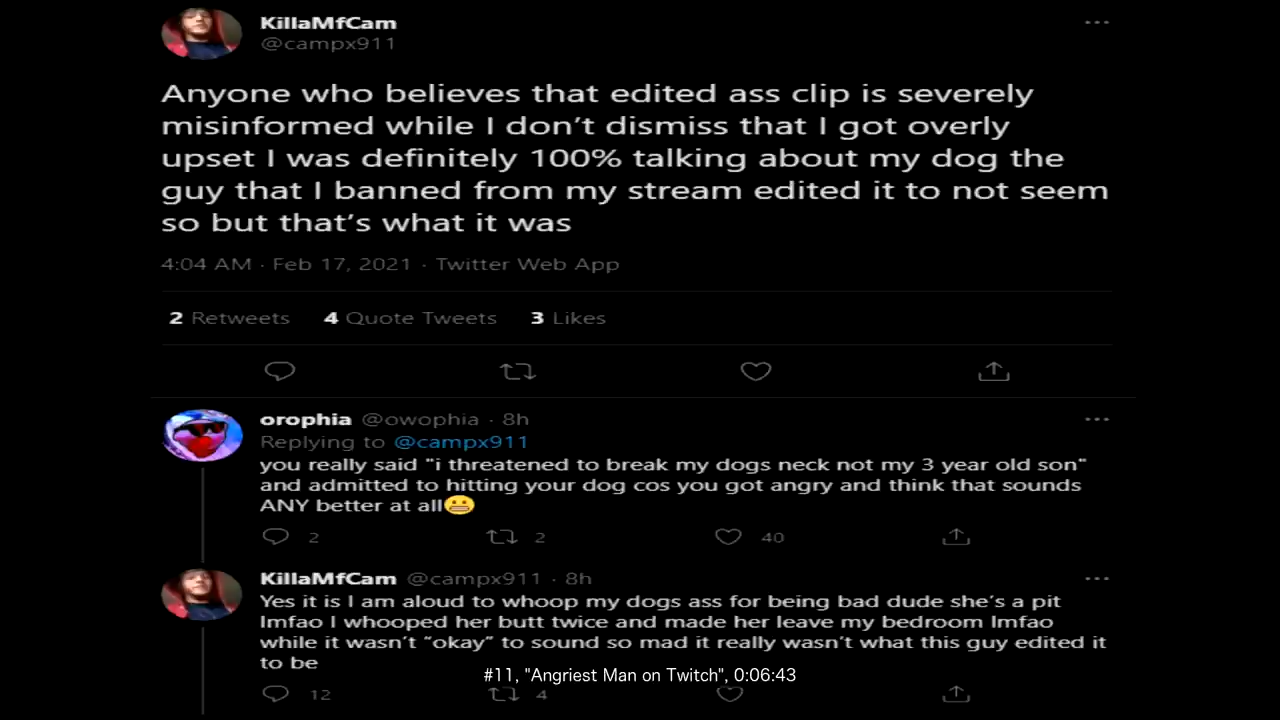 KillaMfCam
@campx911
Anyone who believes that edited ass clip is severely
misinformed while I don’t dismiss that I got overly
upset I was definitely 100% talking about my dog the
guy that I banned from my stream edited it to not seem
so but that’s what it was
4:04 AM · Feb 17, 2021 · Twitter Web App
2 Retweets 4 Quote Tweets 3 Likes
orophia @owophia · 8h
Replying to @campx911
you really said "i threatened to break my dogs neck not my 3 year old son"
and admitted to hitting your dog cos you got angry and think that sounds
ANY better at all😬
2 2 40
KillaMfCam @campx911 · 8h
Yes it is I am aloud to whoop my dogs ass for being bad dude she’s a pit
lmfao I whooped her butt twice and made her leave my bedroom lmfao
while it wasn’t “okay” to sound so mad it really wasn’t what this guy edited it
to be
#11, "Angriest Man on Twitch", 0:06:43
12 4